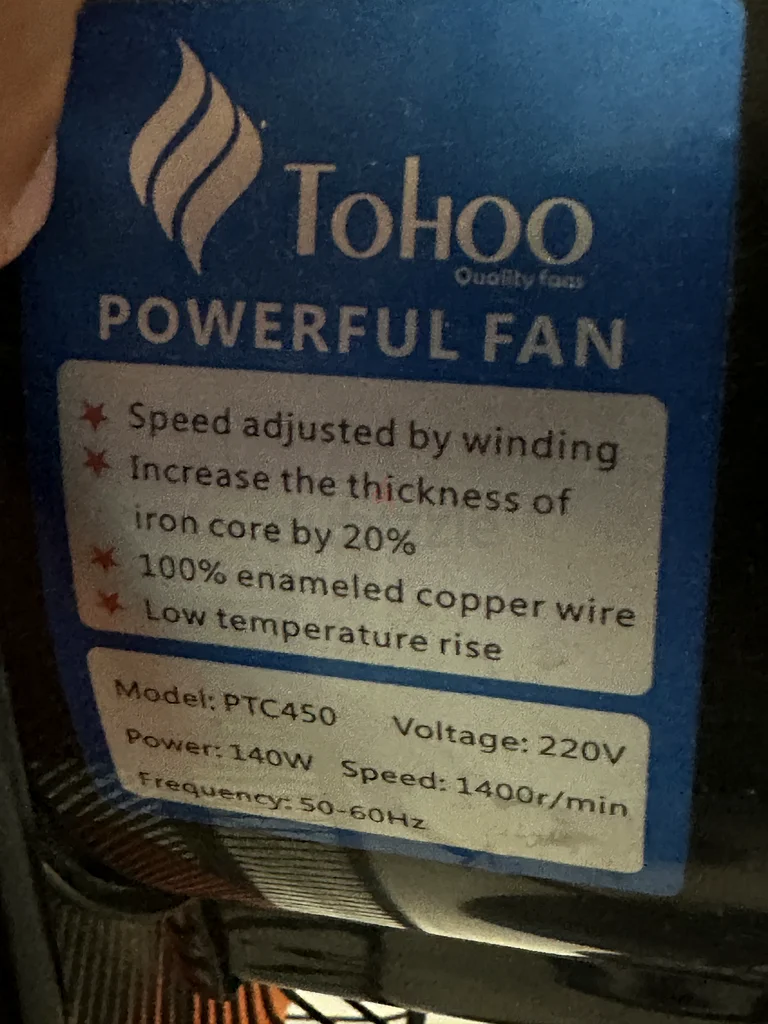 Tohoo
Quality fans
POWERFUL FAN
Speed adjusted by winding
Increase the thickness of
iron core by 20%
100% enameled copper wire
Low temperature rise
Model: PTC450 Voltage: 220V
Power: 140W Speed: 1400r/min
Frequency: 50-60Hz